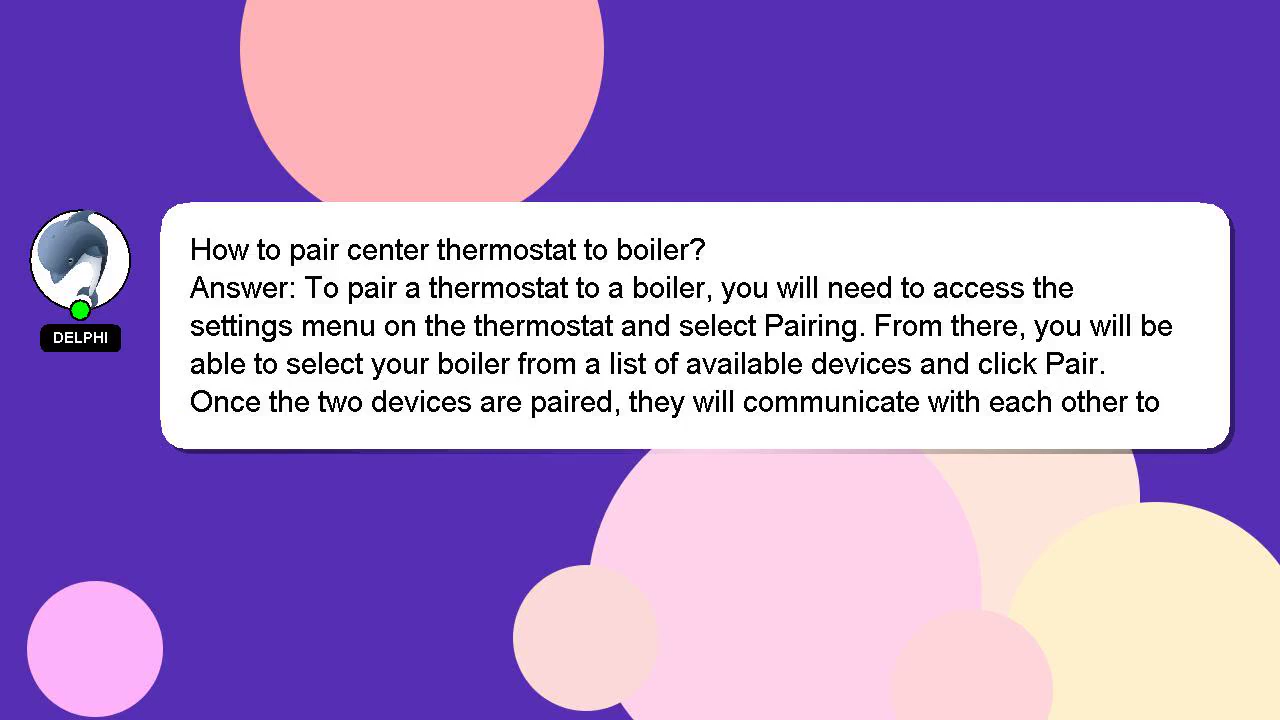 How to pair center thermostat to boiler?
Answer: To pair a thermostat to a boiler, you will need to access the
settings menu on the thermostat and select Pairing. From there, you will be
able to select your boiler from a list of available devices and click Pair.
Once the two devices are paired, they will communicate with each other to
DELPHI